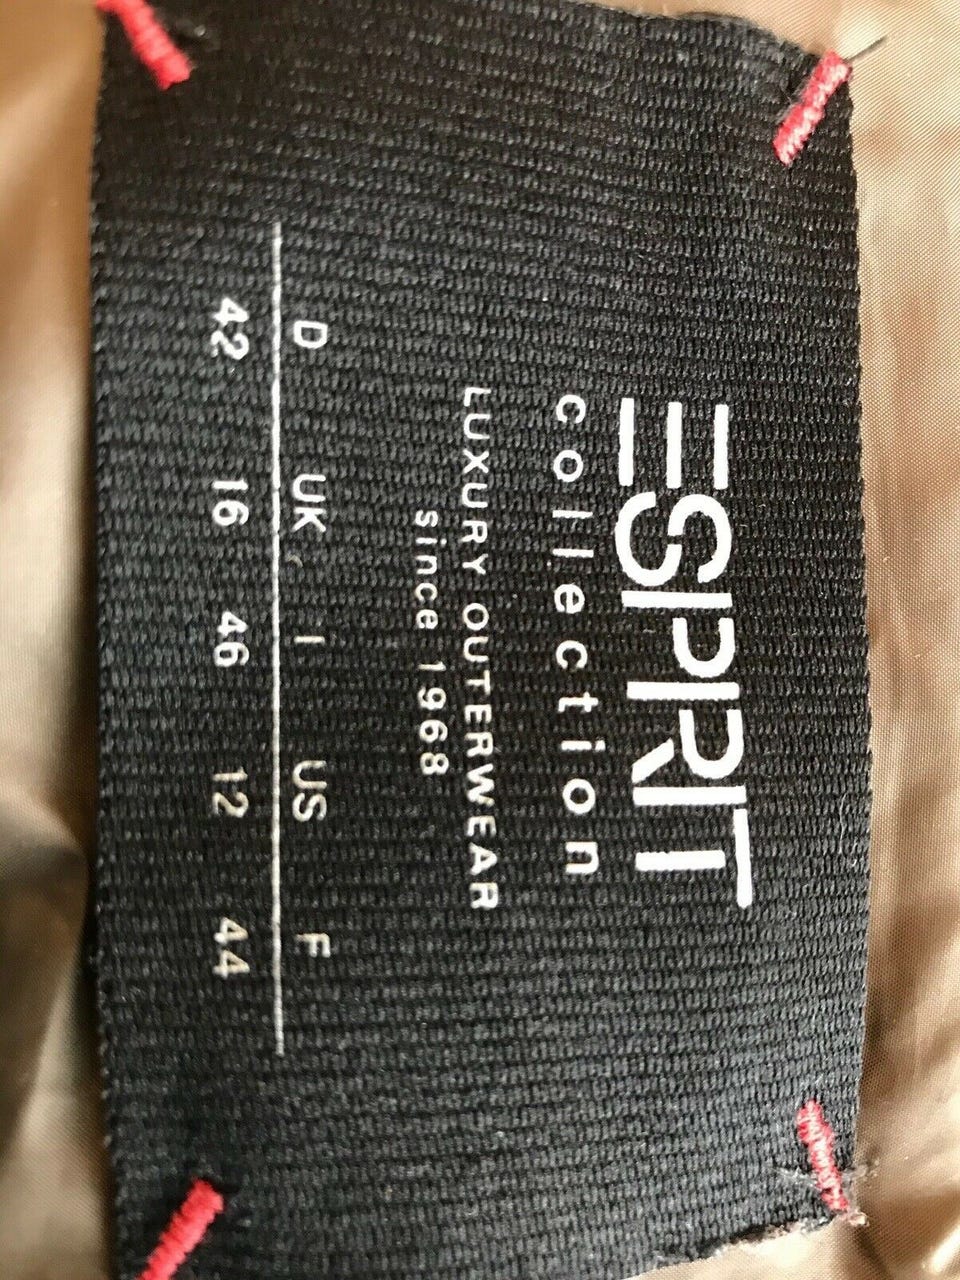 ESPRIT
collection
LUXURY OUTERWEAR
since 1968
D UK I US F
42 16 46 12 44